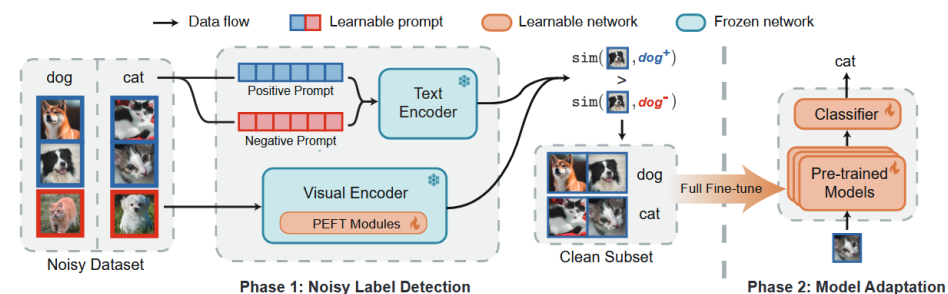 Data flow
Learnable prompt
Learnable network
Frozen network
dog
cat
Noisy Dataset
Positive Prompt
Negative Prompt
Text
Encoder
Visual Encoder
PEFT Modules
Phase 1: Noisy Label Detection
sim( ,dog+)
>
sim( ,dog-)
dog
cat
Clean Subset
Full Fine-tune
cat
Classifier
Pre-trained
Models
Phase 2: Model Adaptation